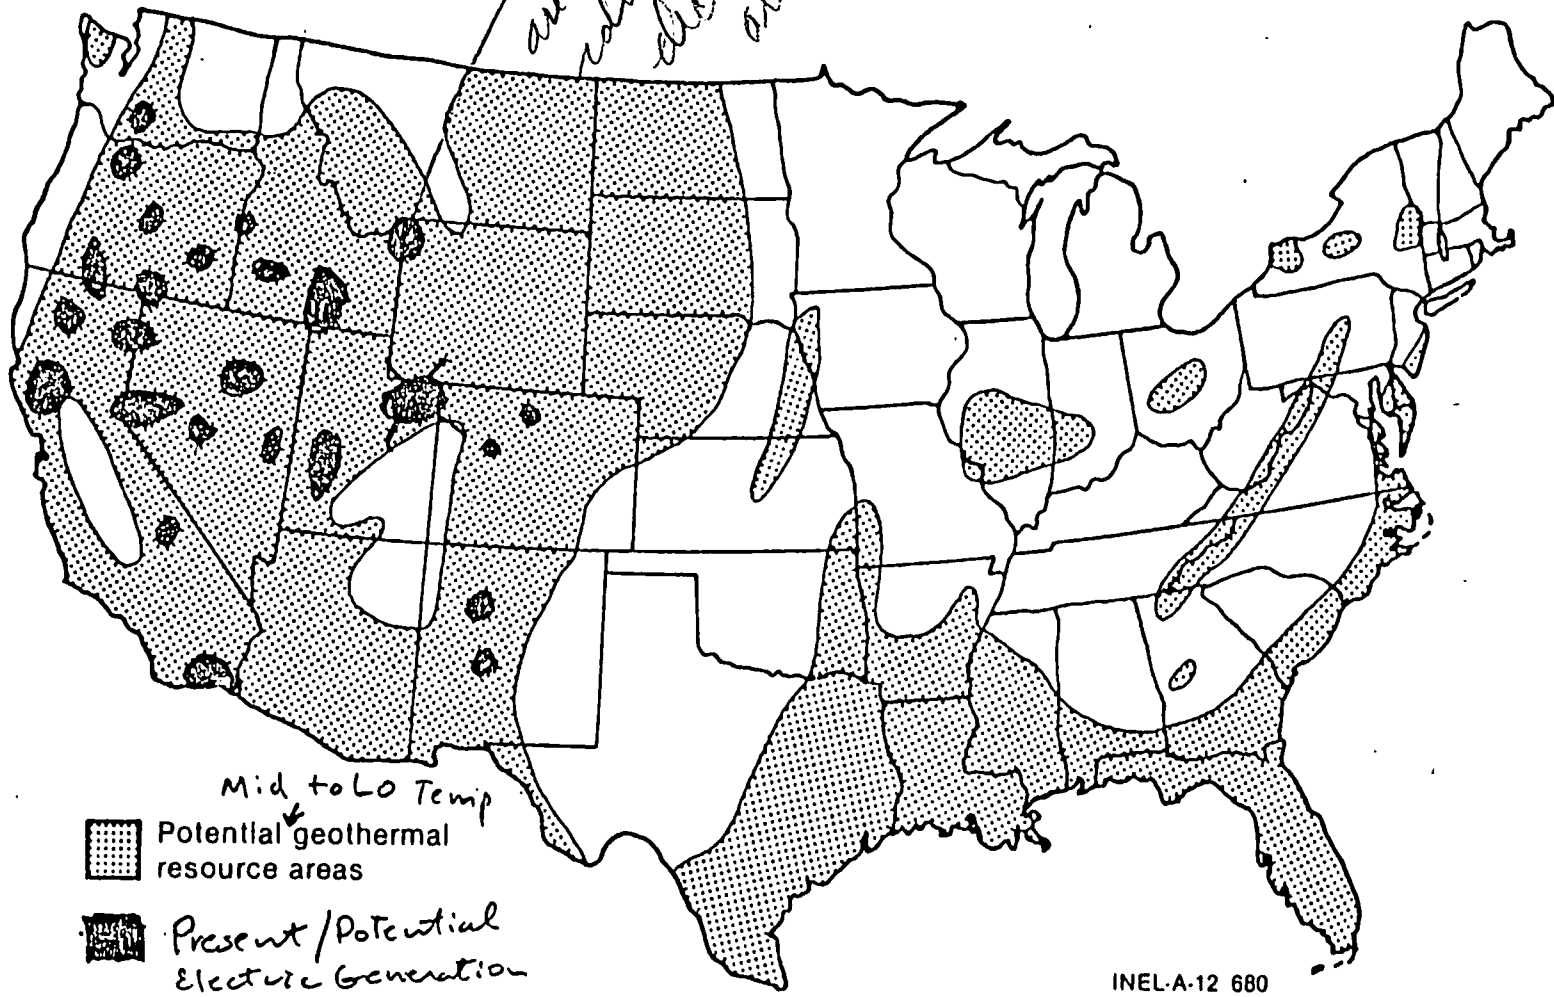 Mid to LO Temp
Potential geothermal
resource areas
Present/Potential
Electric Generation
INEL-A-12 680